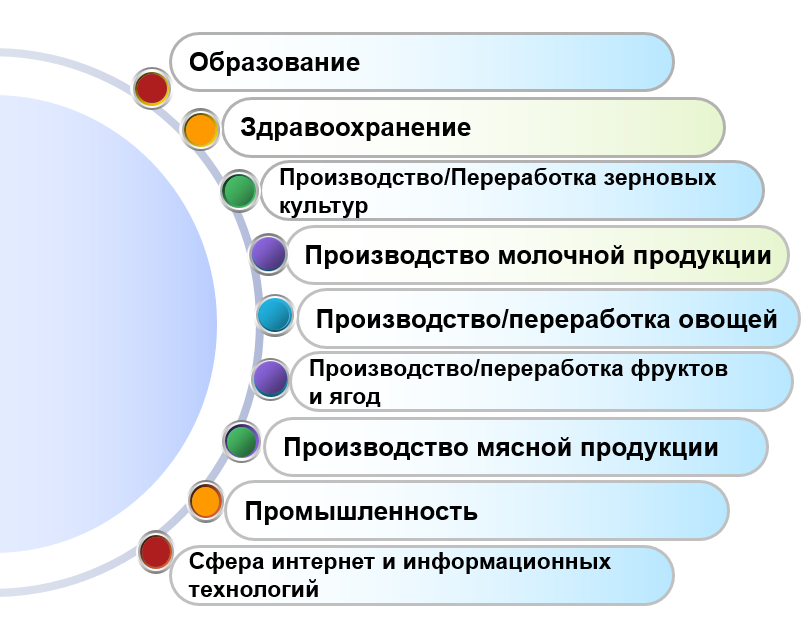 Образование
Здравоохранение
Производство/Переработка зерновых
культур
Производство молочной продукции
Производство/переработка овощей
Производство/переработка фруктов
и ягод
Производство мясной продукции
Промышленность
Сфера интернет и информационных
технологий